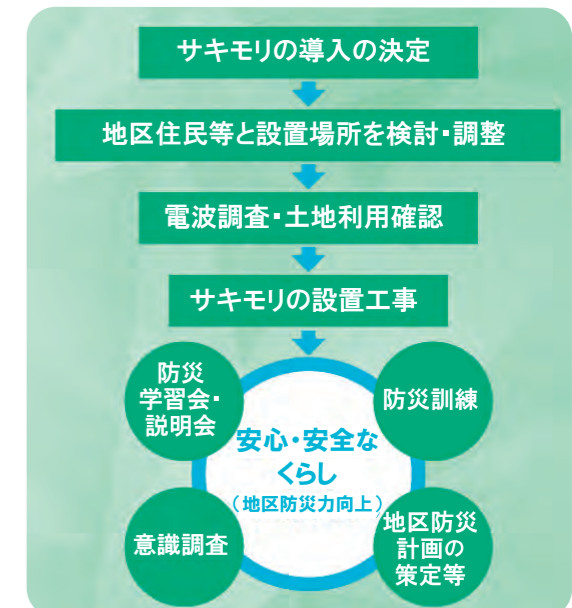 サキモリの導入の決定
地区住民等と設置場所を検討・調整
電波調査・土地利用確認
サキモリの設置工事
防災
学習会・
説明会
防災訓練
安心・安全な
くらし
（地区防災力向上）
意識調査
地区防災
計画の
策定等